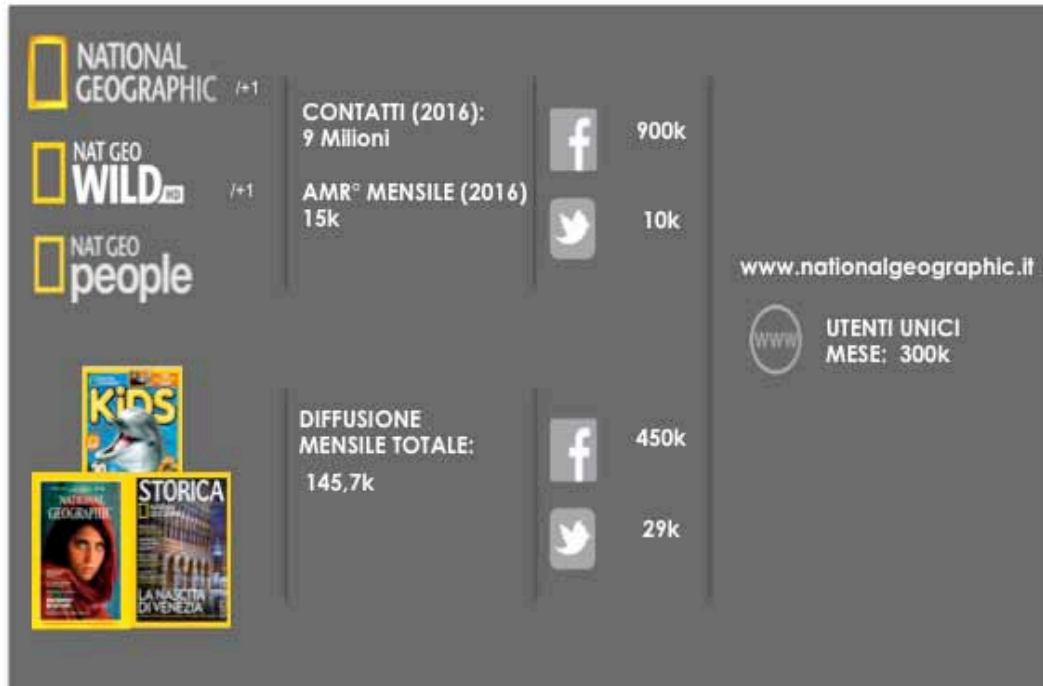 NATIONAL
GEOGRAPHIC /+1
NAT GEO
WILD HD /+1
NAT GEO
people
CONTATTI (2016):
9 Milioni
AMR° MENSILE (2016)
15k
900k
10k
www.nationalgeographic.it
WWW
UTENTI UNICI
MESE: 300k
KiDS
NATIONAL
GEOGRAPHIC
STORICA
LA NASCITA
DI VENEZIA
DIFFUSIONE
MENSILE TOTALE:
145,7k
450k
29k